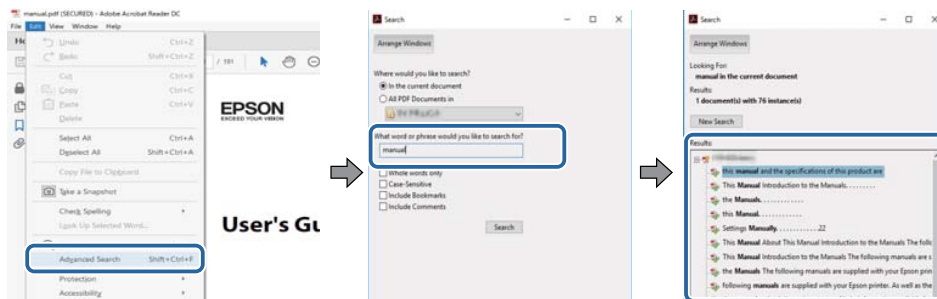 manual.pdf (SECURED) - Adobe Acrobat Reader DC
File Edit View Window Help
Undo Ctrl+Z
Redo Shift+Ctrl+Z
Cut Ctrl+X
Copy Ctrl+C
Paste Ctrl+V
Delete
Select All Ctrl+A
Deselect All Shift+Ctrl+A
Copy File to Clipboard
Take a Snapshot
Check Spelling
Look Up Selected Word...
Advanced Search Shift+Ctrl+F
Protection
Accessibility
/ 191
EPSON
EXCEED YOUR VISION
User's Gu
Search
Arrange Windows
Where would you like to search?
In the current document
All PDF Documents in
What word or phrase would you like to search for?
manual
Whole words only
Case-Sensitive
Include Bookmarks
Include Comments
Search
Search
Arrange Windows
Looking For:
manual in the current document
Results:
1 document(s) with 76 instance(s)
New Search
Results:
this manual and the specifications of this product are
This Manual Introduction to the Manuals. . . . . . . . .
the Manuals. . . . . . . . . . . . .
this Manual. . . . . . . . . . . . .
Settings Manually. . . . . . . . . . . . .22
This Manual About This Manual Introduction to the Manuals The follo
This Manual Introduction to the Manuals The following manuals are s
the Manuals The following manuals are supplied with your Epson prin
following manuals are supplied with your Epson printer. As well as the